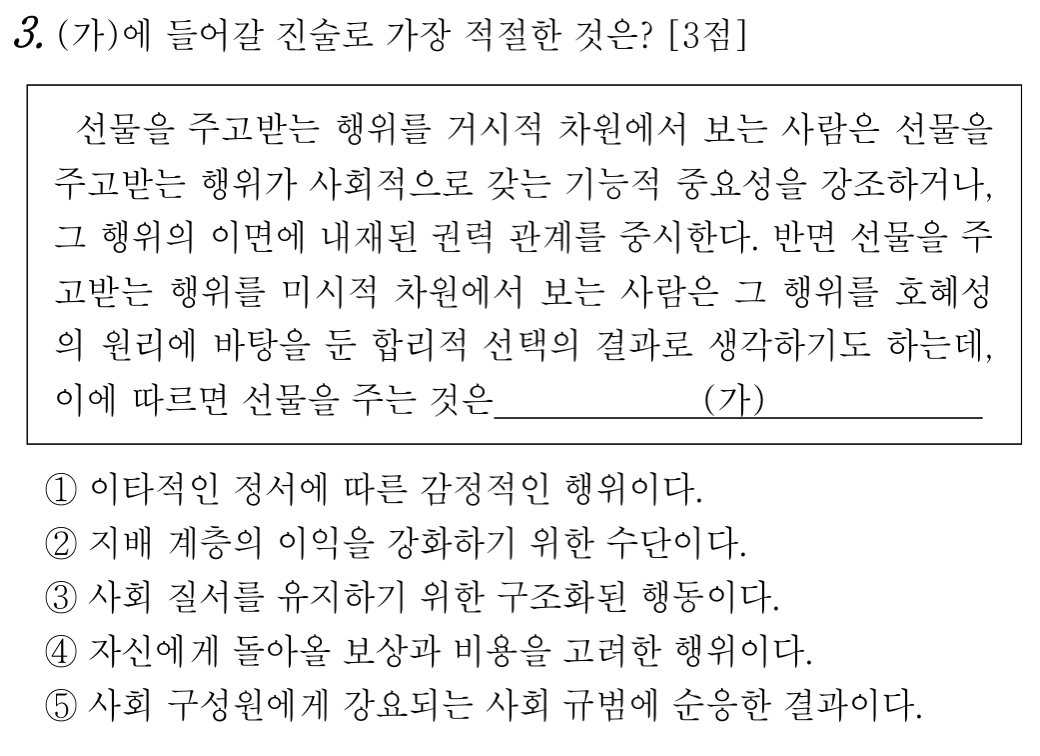 3. (가)에 들어갈 진술로 가장 적절한 것은? [3점]
선물을 주고받는 행위를 거시적 차원에서 보는 사람은 선물을
주고받는 행위가 사회적으로 갖는 기능적 중요성을 강조하거나,
그 행위의 이면에 내재된 권력 관계를 중시한다. 반면 선물을 주
고받는 행위를 미시적 차원에서 보는 사람은 그 행위를 호혜성
의 원리에 바탕을 둔 합리적 선택의 결과로 생각하기도 하는데,
이에 따르면 선물을 주는 것은 (가)
① 이타적인 정서에 따른 감정적인 행위이다.
② 지배 계층의 이익을 강화하기 위한 수단이다.
③ 사회 질서를 유지하기 위한 구조화된 행동이다.
④ 자신에게 돌아올 보상과 비용을 고려한 행위이다.
⑤ 사회 구성원에게 강요되는 사회 규범에 순응한 결과이다.